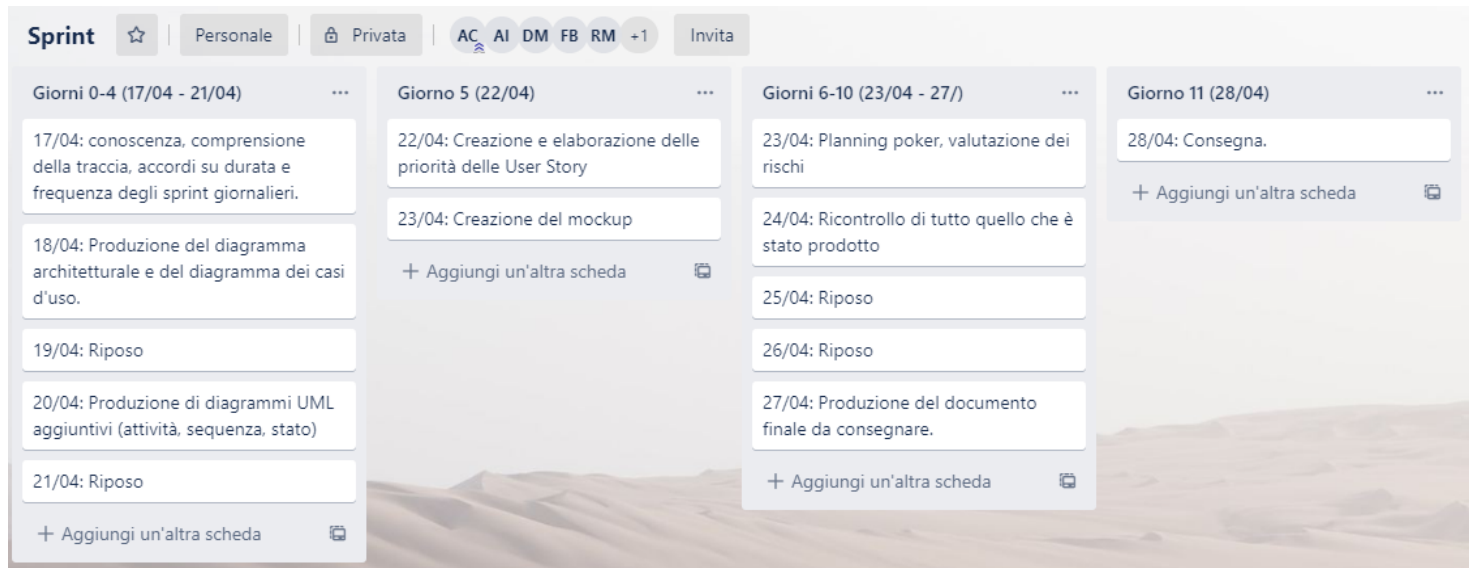 Sprint
Personale
Privata
AC AI DM FB RM +1
Invita
Giorni 0-4 (17/04 - 21/04)
17/04: conoscenza, comprensione
della traccia, accordi su durata e
frequenza degli sprint giornalieri.
18/04: Produzione del diagramma
architetturale e del diagramma dei casi
d'uso.
19/04: Riposo
20/04: Produzione di diagrammi UML
aggiuntivi (attività, sequenza, stato)
21/04: Riposo
+ Aggiungi un'altra scheda
Giorno 5 (22/04)
22/04: Creazione e elaborazione delle
priorità delle User Story
23/04: Creazione del mockup
+ Aggiungi un'altra scheda
Giorni 6-10 (23/04 - 27/)
23/04: Planning poker, valutazione dei
rischi
24/04: Ricontrollo di tutto quello che è
stato prodotto
25/04: Riposo
26/04: Riposo
27/04: Produzione del documento
finale da consegnare.
+ Aggiungi un'altra scheda
Giorno 11 (28/04)
28/04: Consegna.
+ Aggiungi un'altra scheda